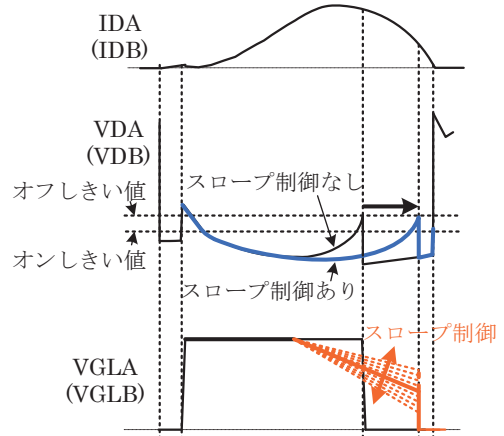 IDA
(IDB)
VDA
(VDB)
スロープ制御なし
オフしきい値
オンしきい値
スロープ制御あり
スロープ制御
VGLA
(VGLB)